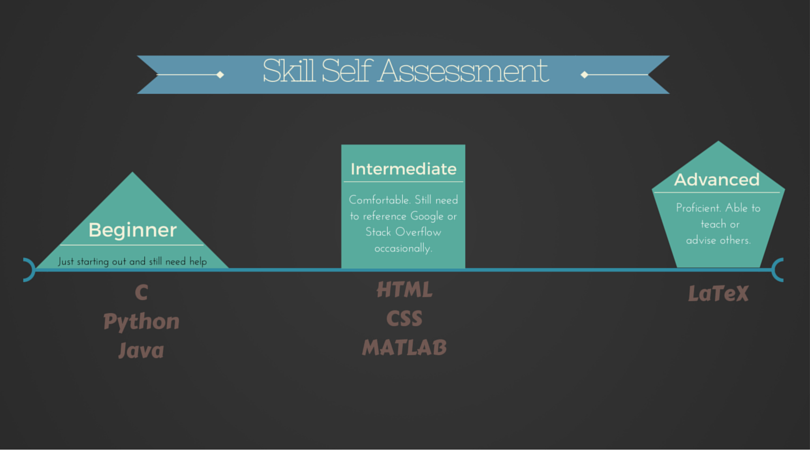 Skill Self Assessment
Beginner
Just starting out and still need help
C
Python
Java
Intermediate
Comfortable. Still need
to reference Google or
Stack Overflow
occasionally.
HTML
CSS
MATLAB
Advanced
Proficient. Able to
teach or
advise others.
LaTeX